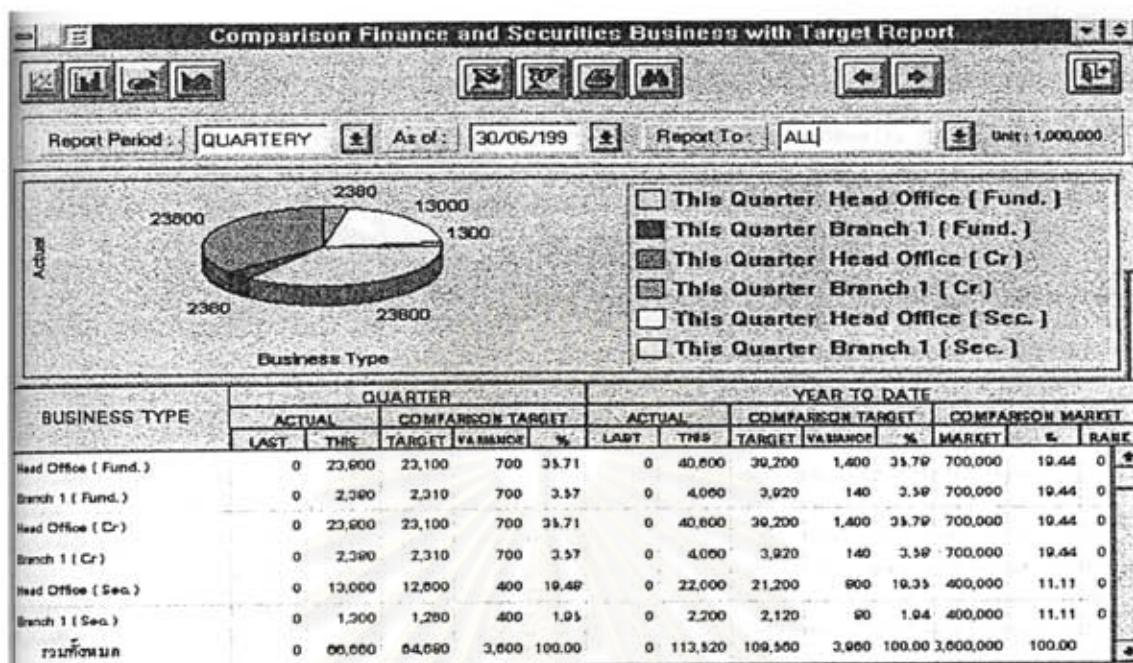 Comparison Finance and Securities Business with Target Report
Report Period : QUARTERY As of : 30/06/199 Report To : ALL Unit : 1,000,000
2380
23800 13000
1300
Actual
2380 23800
Business Type
This Quarter Head Office ( Fund. )
This Quarter Branch 1 ( Fund. )
This Quarter Head Office ( Cr )
This Quarter Branch 1 ( Cr )
This Quarter Head Office ( Sec. )
This Quarter Branch 1 ( Sec. )
BUSINESS TYPE QUARTER YEAR TO DATE
ACTUAL COMPARISON TARGET ACTUAL COMPARISON TARGET COMPARISON MARKET
LAST THIS TARGET VARIANCE % LAST THIS TARGET VARIANCE % MARKET % RANK
Head Office ( Fund. ) 0 23,800 23,100 700 35.71 0 40,600 39,200 1,400 35.79 700,000 19.44 0
Branch 1 ( Fund. ) 0 2,380 2,310 700 3.57 0 4,060 3,920 140 3.58 700,000 19.44 0
Head Office ( Cr ) 0 23,800 23,100 700 35.71 0 40,600 39,200 1,400 35.79 700,000 19.44 0
Branch 1 ( Cr ) 0 2,380 2,310 700 3.57 0 4,060 3,920 140 3.58 700,000 19.44 0
Head Office ( Sec. ) 0 13,000 12,600 400 19.48 0 22,000 21,200 800 19.35 400,000 11.11 0
Branch 1 ( Sec. ) 0 1,300 1,260 400 1.95 0 2,200 2,120 80 1.94 400,000 11.11 0
รวมทั้งหมด 0 66,660 64,680 3,600 100.00 0 113,520 109,560 3,960 100.00 3,600,000 100.00